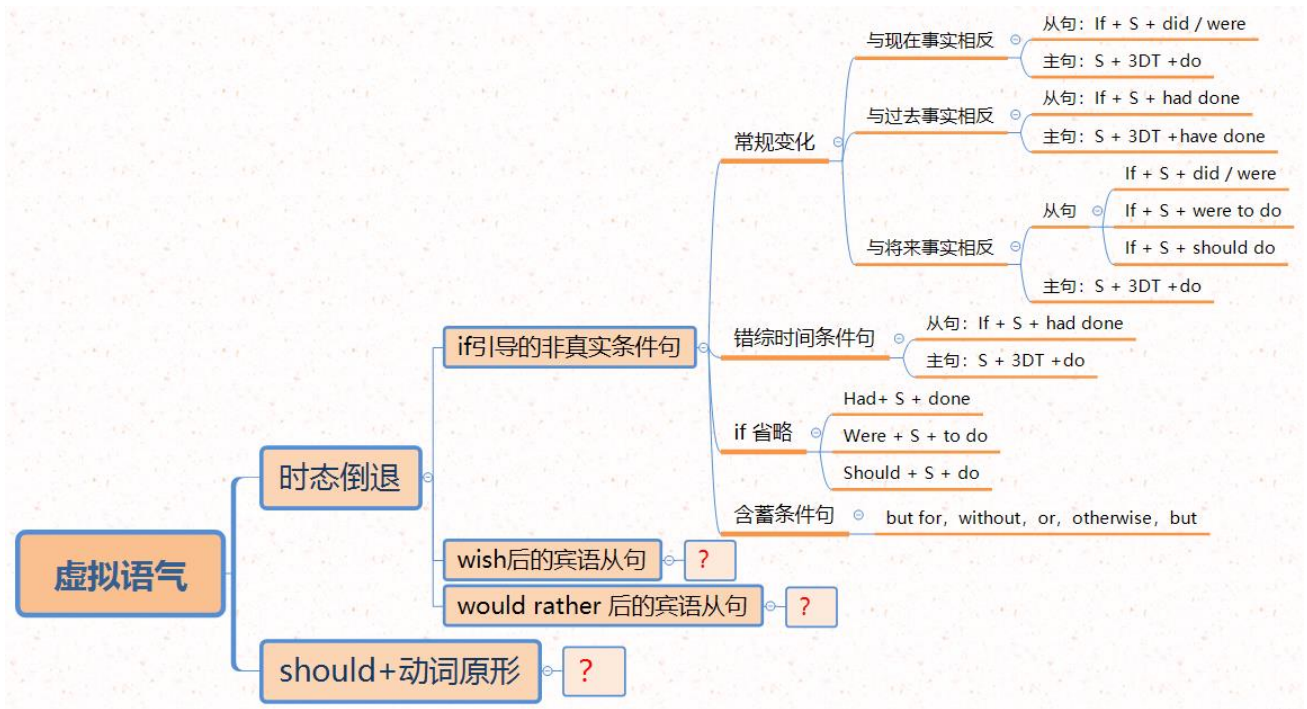 虚拟语气
时态倒退
if引导的非真实条件句
常规变化
与现在事实相反
从句：If + S + did / were
主句：S + 3DT +do
与过去事实相反
从句：If + S + had done
主句：S + 3DT +have done
与将来事实相反
从句
If + S + did / were
If + S + were to do
If + S + should do
主句：S + 3DT +do
错综时间条件句
从句：If + S + had done
主句：S + 3DT +do
if 省略
Had+ S + done
Were + S + to do
Should + S + do
含蓄条件句
but for，without，or，otherwise，but
wish后的宾语从句
？
would rather 后的宾语从句
？
should+动词原形
？